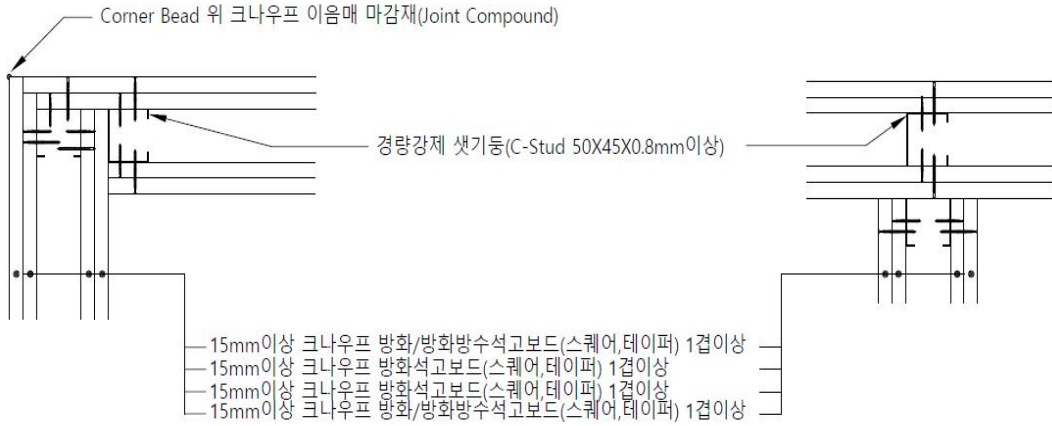 Corner Bead 위 크나우프 이음매 마감재(Joint Compound)
경량강제 샛기둥(C-Stud 50X45X0.8mm이상)
15mm이상 크나우프 방화/방화방수석고보드(스퀘어,테이퍼) 1겹이상
15mm이상 크나우프 방화석고보드(스퀘어,테이퍼) 1겹이상
15mm이상 크나우프 방화석고보드(스퀘어,테이퍼) 1겹이상
15mm이상 크나우프 방화/방화방수석고보드(스퀘어,테이퍼) 1겹이상